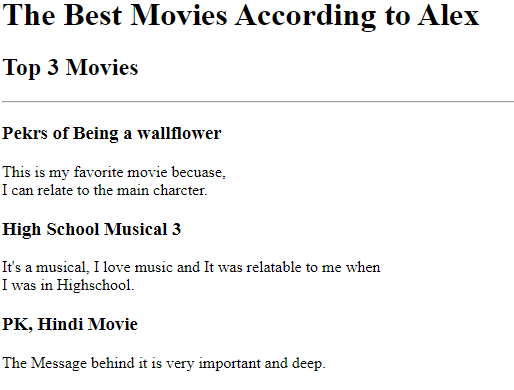 The Best Movies According to Alex
Top 3 Movies
Pekrs of Being a wallflower
This is my favorite movie becuase,
I can relate to the main charcter.
High School Musical 3
It's a musical, I love music and It was relatable to me when
I was in Highschool.
PK, Hindi Movie
The Message behind it is very important and deep.